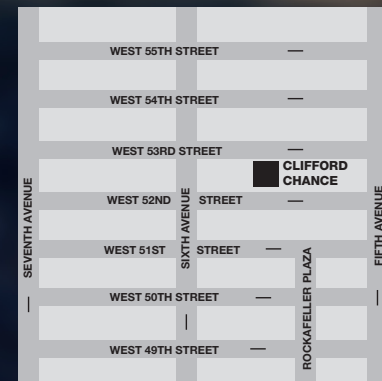 WEST 55TH STREET
WEST 54TH STREET
WEST 53RD STREET
CLIFFORD
CHANCE
WEST 52ND STREET
WEST 51ST STREET
WEST 50TH STREET
WEST 49TH STREET
SEVENTH AVENUE
SIXTH AVENUE
ROCKAFELLER PLAZA
FIFTH AVENUE